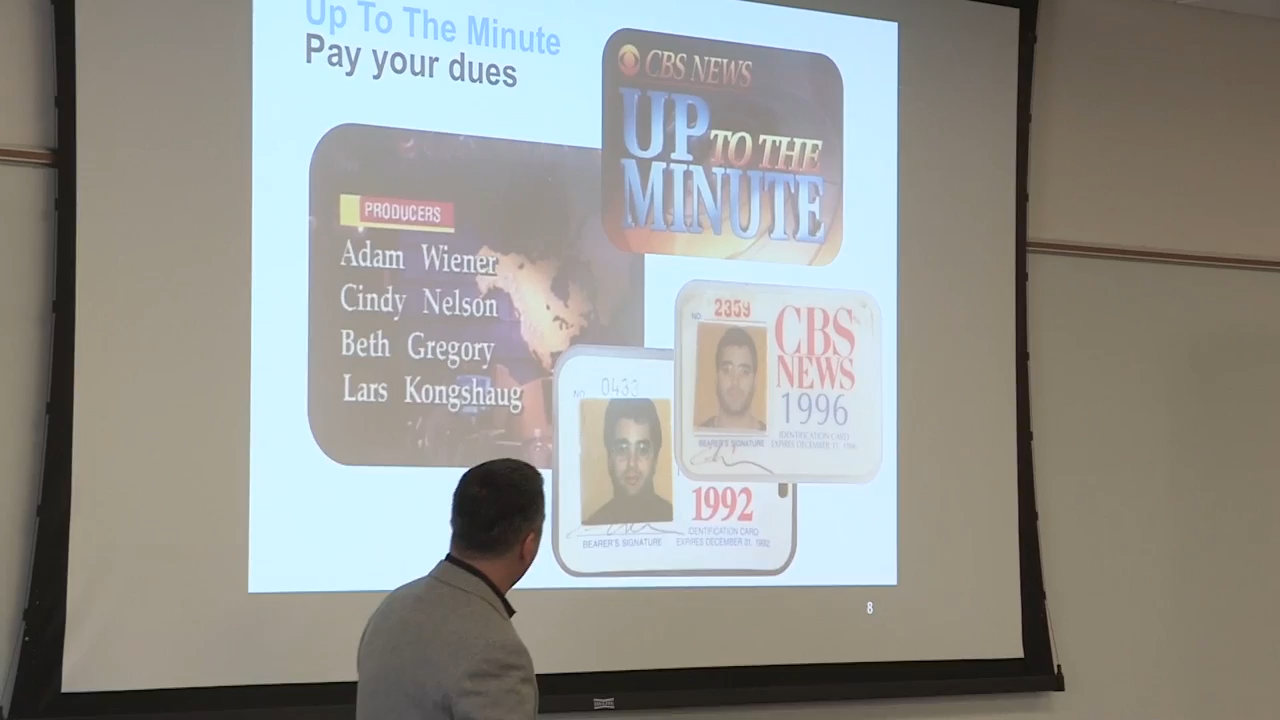 Up To The Minute
Pay your dues
CBS NEWS
UP TO THE
MINUTE
PRODUCERS
Adam Wiener
Cindy Nelson
Beth Gregory
Lars Kongshaug
NO 2359
CBS
NEWS
1996
IDENTIFICATION CARD
EXPIRES DECEMBER 31, 1996
BEARER'S SIGNATURE
NO 0433
1992
IDENTIFICATION CARD
EXPIRES DECEMBER 31, 1992
BEARER'S SIGNATURE
8